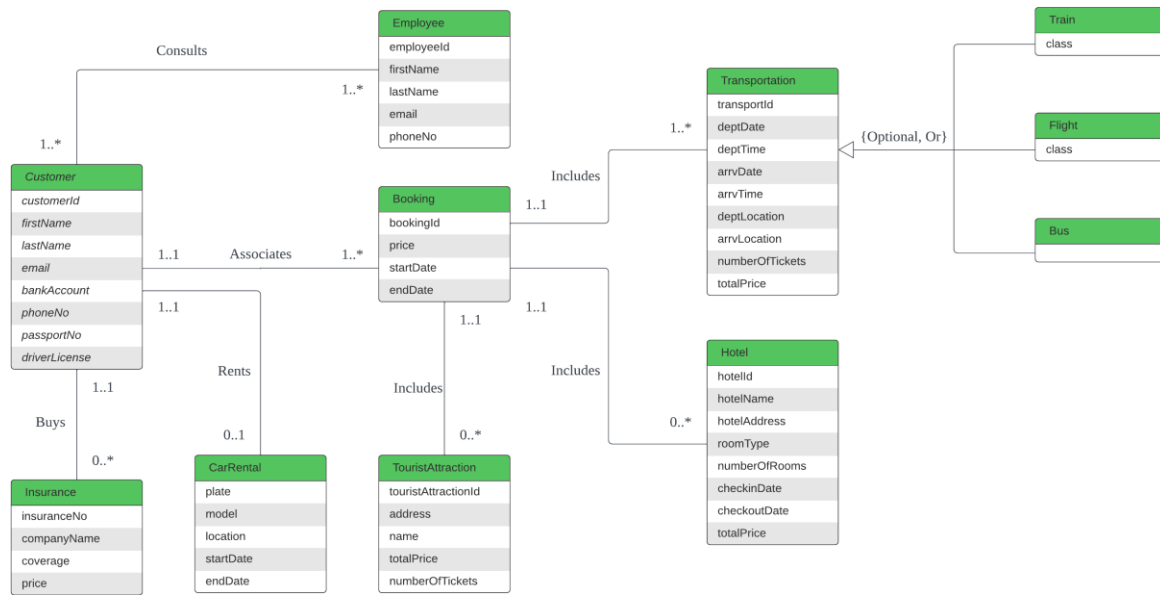 Employee
employeeId
firstName
lastName
email
phoneNo
Consults
1..*
1..*
Train
class
Transportation
transportId
deptDate
deptTime
arrvDate
arrvTime
deptLocation
arrvLocation
numberOfTickets
totalPrice
{Optional, Or}
Flight
class
Bus
Customer
customerId
firstName
lastName
email
bankAccount
phoneNo
passportNo
driverLicense
Booking
bookingId
price
startDate
endDate
Includes
1..*
1..1
Associates
1..1
1..*
1..1
1..1
1..1
Hotel
hotelId
hotelName
hotelAddress
roomType
numberOfRooms
checkinDate
checkoutDate
totalPrice
Includes
0..*
1..1
Buys
0..*
Rents
0..1
Includes
0..*
Insurance
insuranceNo
companyName
coverage
price
CarRental
plate
model
location
startDate
endDate
TouristAttraction
touristAttractionId
address
name
totalPrice
numberOfTickets